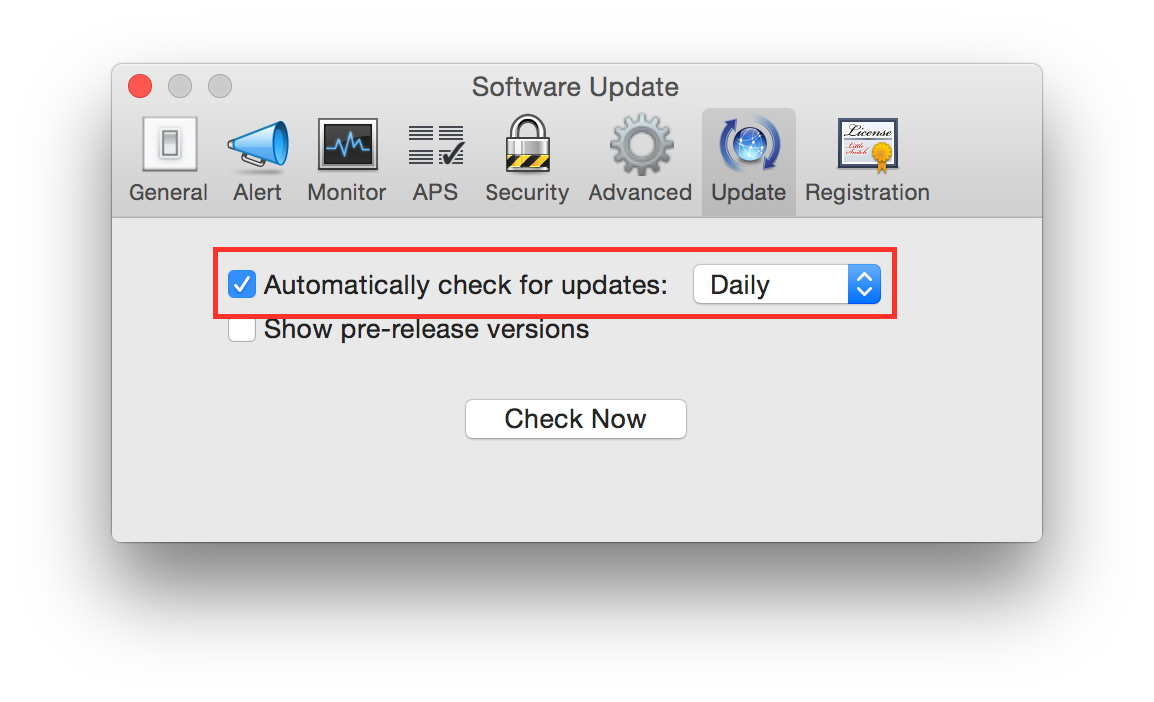 Software Update
General Alert Monitor APS Security Advanced Update Registration
License
Little
Snitch
Automatically check for updates: Daily
Show pre-release versions
Check Now